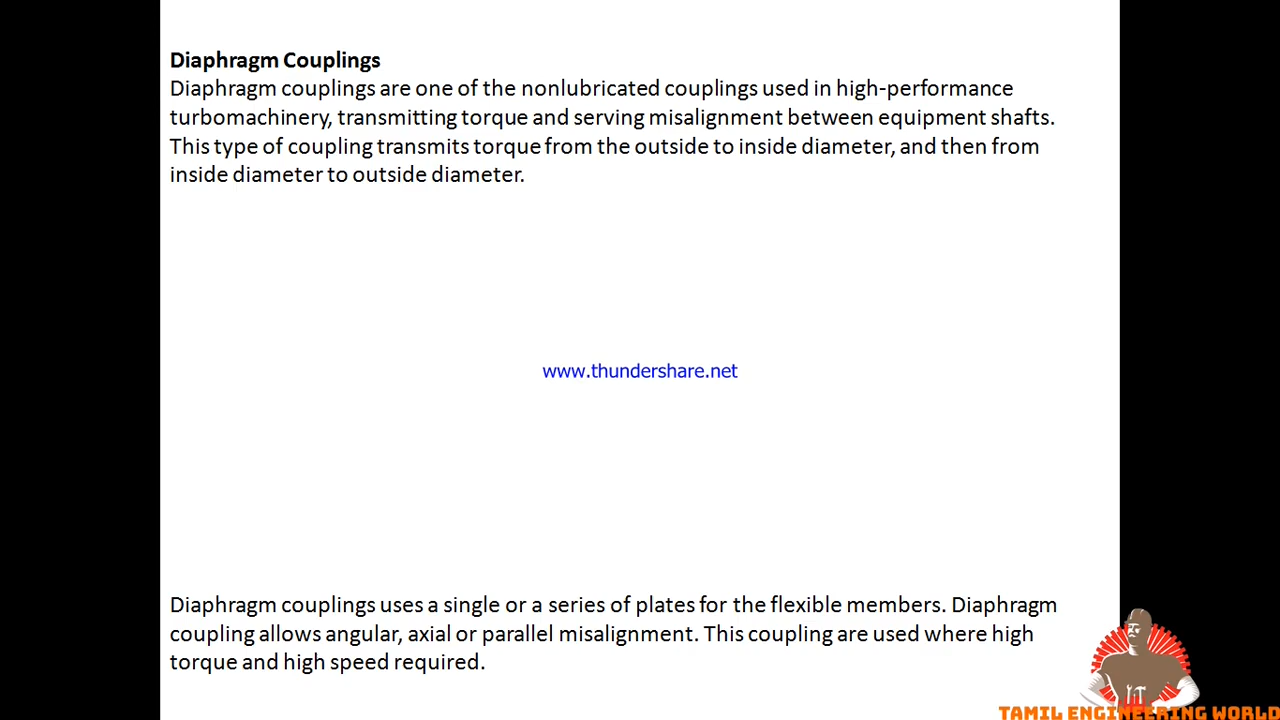 Diaphragm Couplings
Diaphragm couplings are one of the nonlubricated couplings used in high-performance
turbomachinery, transmitting torque and serving misalignment between equipment shafts.
This type of coupling transmits torque from the outside to inside diameter, and then from
inside diameter to outside diameter.
www.thundershare.net
Diaphragm couplings uses a single or a series of plates for the flexible members. Diaphragm
coupling allows angular, axial or parallel misalignment. This coupling are used where high
torque and high speed required.
TAMIL ENGINEERING WORLD